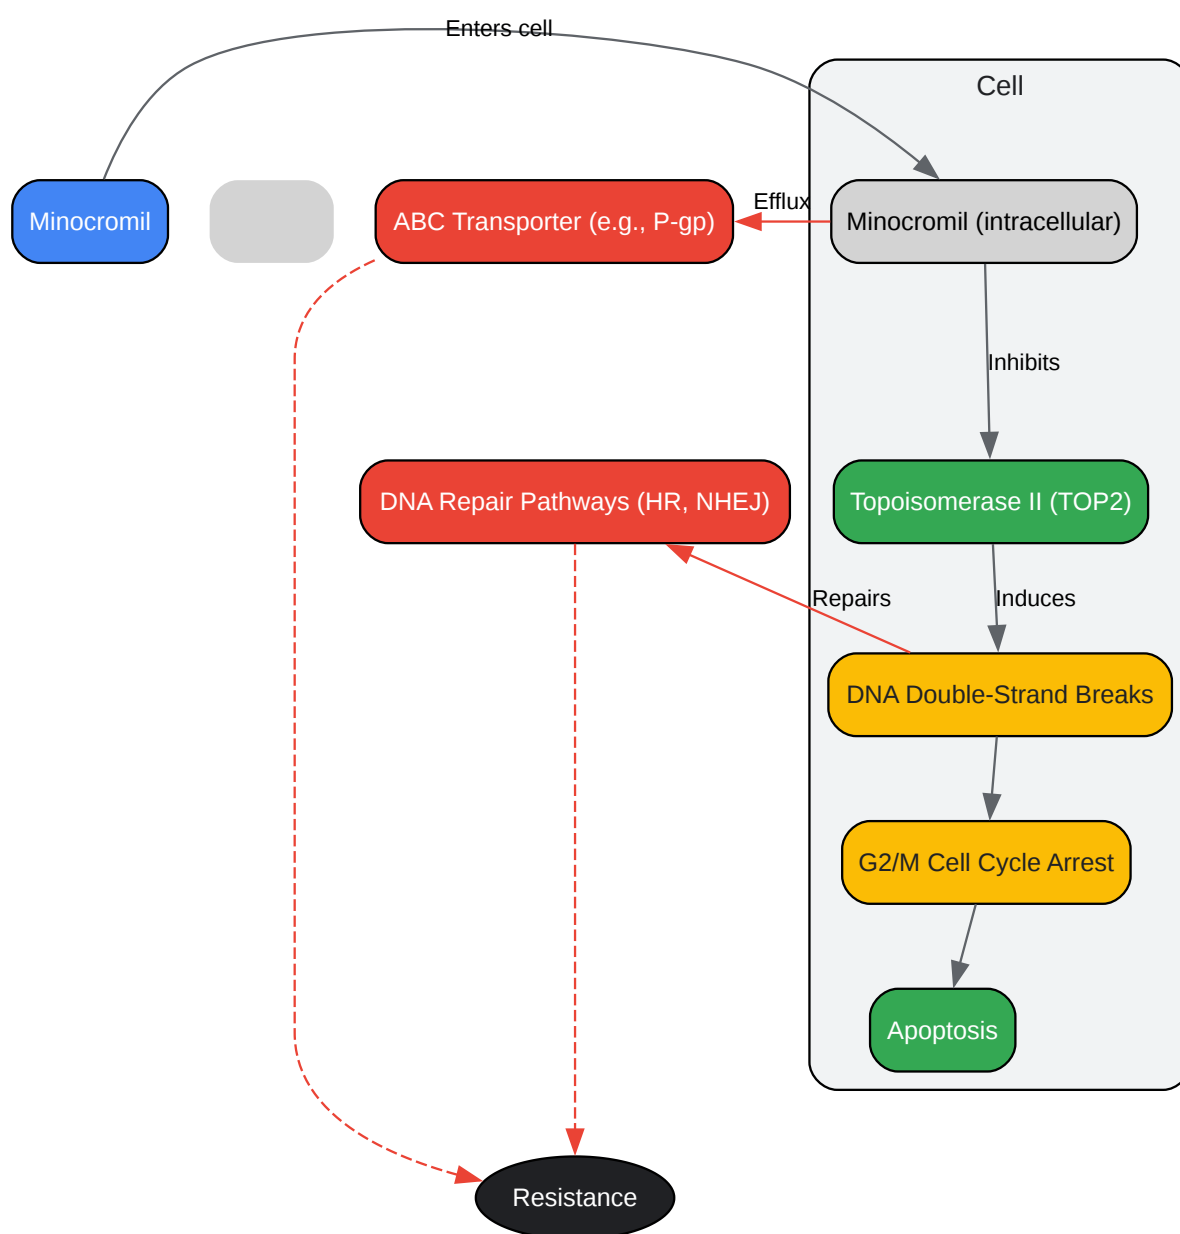 Enters cell
Cell
Minocromil
ABC Transporter (e.g., P-gp)
Efflux
Minocromil (intracellular)
Inhibits
DNA Repair Pathways (HR, NHEJ)
Topoisomerase II (TOP2)
Repairs
Induces
DNA Double-Strand Breaks
G2/M Cell Cycle Arrest
Apoptosis
Resistance